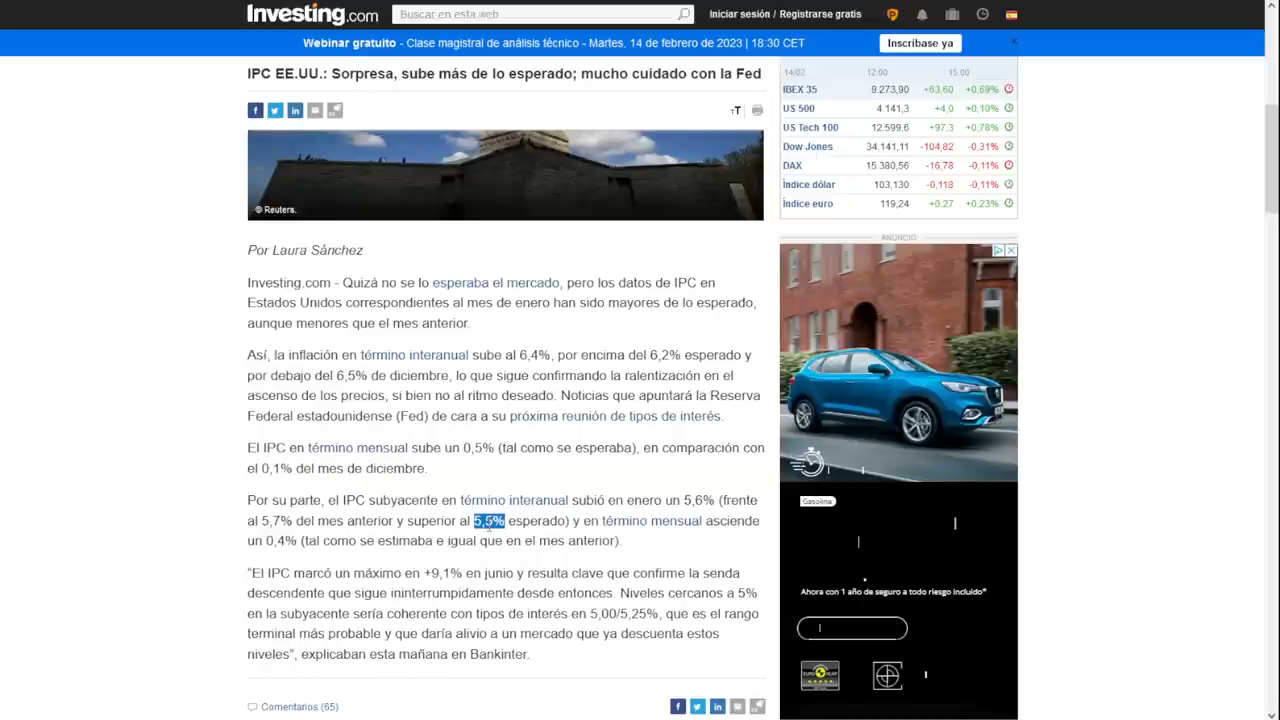 Investing.com
Buscar en esta web
Iniciar sesión / Registrarse gratis
Webinar gratuito - Clase magistral de análisis técnico - Martes, 14 de febrero de 2023 | 18:30 CET
Inscríbase ya
IPC EE.UU.: Sorpresa, sube más de lo esperado; mucho cuidado con la Fed
тT
© Reuters.
Por Laura Sánchez
Investing.com - Quizá no se lo esperaba el mercado, pero los datos de IPC en
Estados Unidos correspondientes al mes de enero han sido mayores de lo esperado,
aunque menores que el mes anterior.
Así, la inflación en término interanual sube al 6,4%, por encima del 6,2% esperado y
por debajo del 6,5% de diciembre, lo que sigue confirmando la ralentización en el
ascenso de los precios, si bien no al ritmo deseado. Noticias que apuntará la Reserva
Federal estadounidense (Fed) de cara a su próxima reunión de tipos de interés.
El IPC en término mensual sube un 0,5% (tal como se esperaba), en comparación con
el 0,1% del mes de diciembre.
Por su parte, el IPC subyacente en término interanual subió en enero un 5,6% (frente
al 5,7% del mes anterior y superior al 5,5% esperado) y en término mensual asciende
un 0,4% (tal como se estimaba e igual que en el mes anterior).
“El IPC marcó un máximo en +9,1% en junio y resulta clave que confirme la senda
descendente que sigue ininterrumpidamente desde entonces. Niveles cercanos a 5%
en la subyacente sería coherente con tipos de interés en 5,00/5,25%, que es el rango
terminal más probable y que daría alivio a un mercado que ya descuenta estos
niveles”, explicaban esta mañana en Bankinter.
Comentarios (65)
14/02 12:00 15:00
IBEX 35 9.273,90 +63,60 +0,69%
US 500 4.141,3 +4,0 +0,10%
US Tech 100 12.599,6 +97,3 +0,78%
Dow Jones 34.141,11 -104,82 -0,31%
DAX 15.380,56 -16,78 -0,11%
Índice dólar 103,130 -0,118 -0,11%
Índice euro 119,24 +0,27 +0,23%
ANUNCIO
Gasolina
Ahora con 1 año de seguro a todo riesgo incluido*